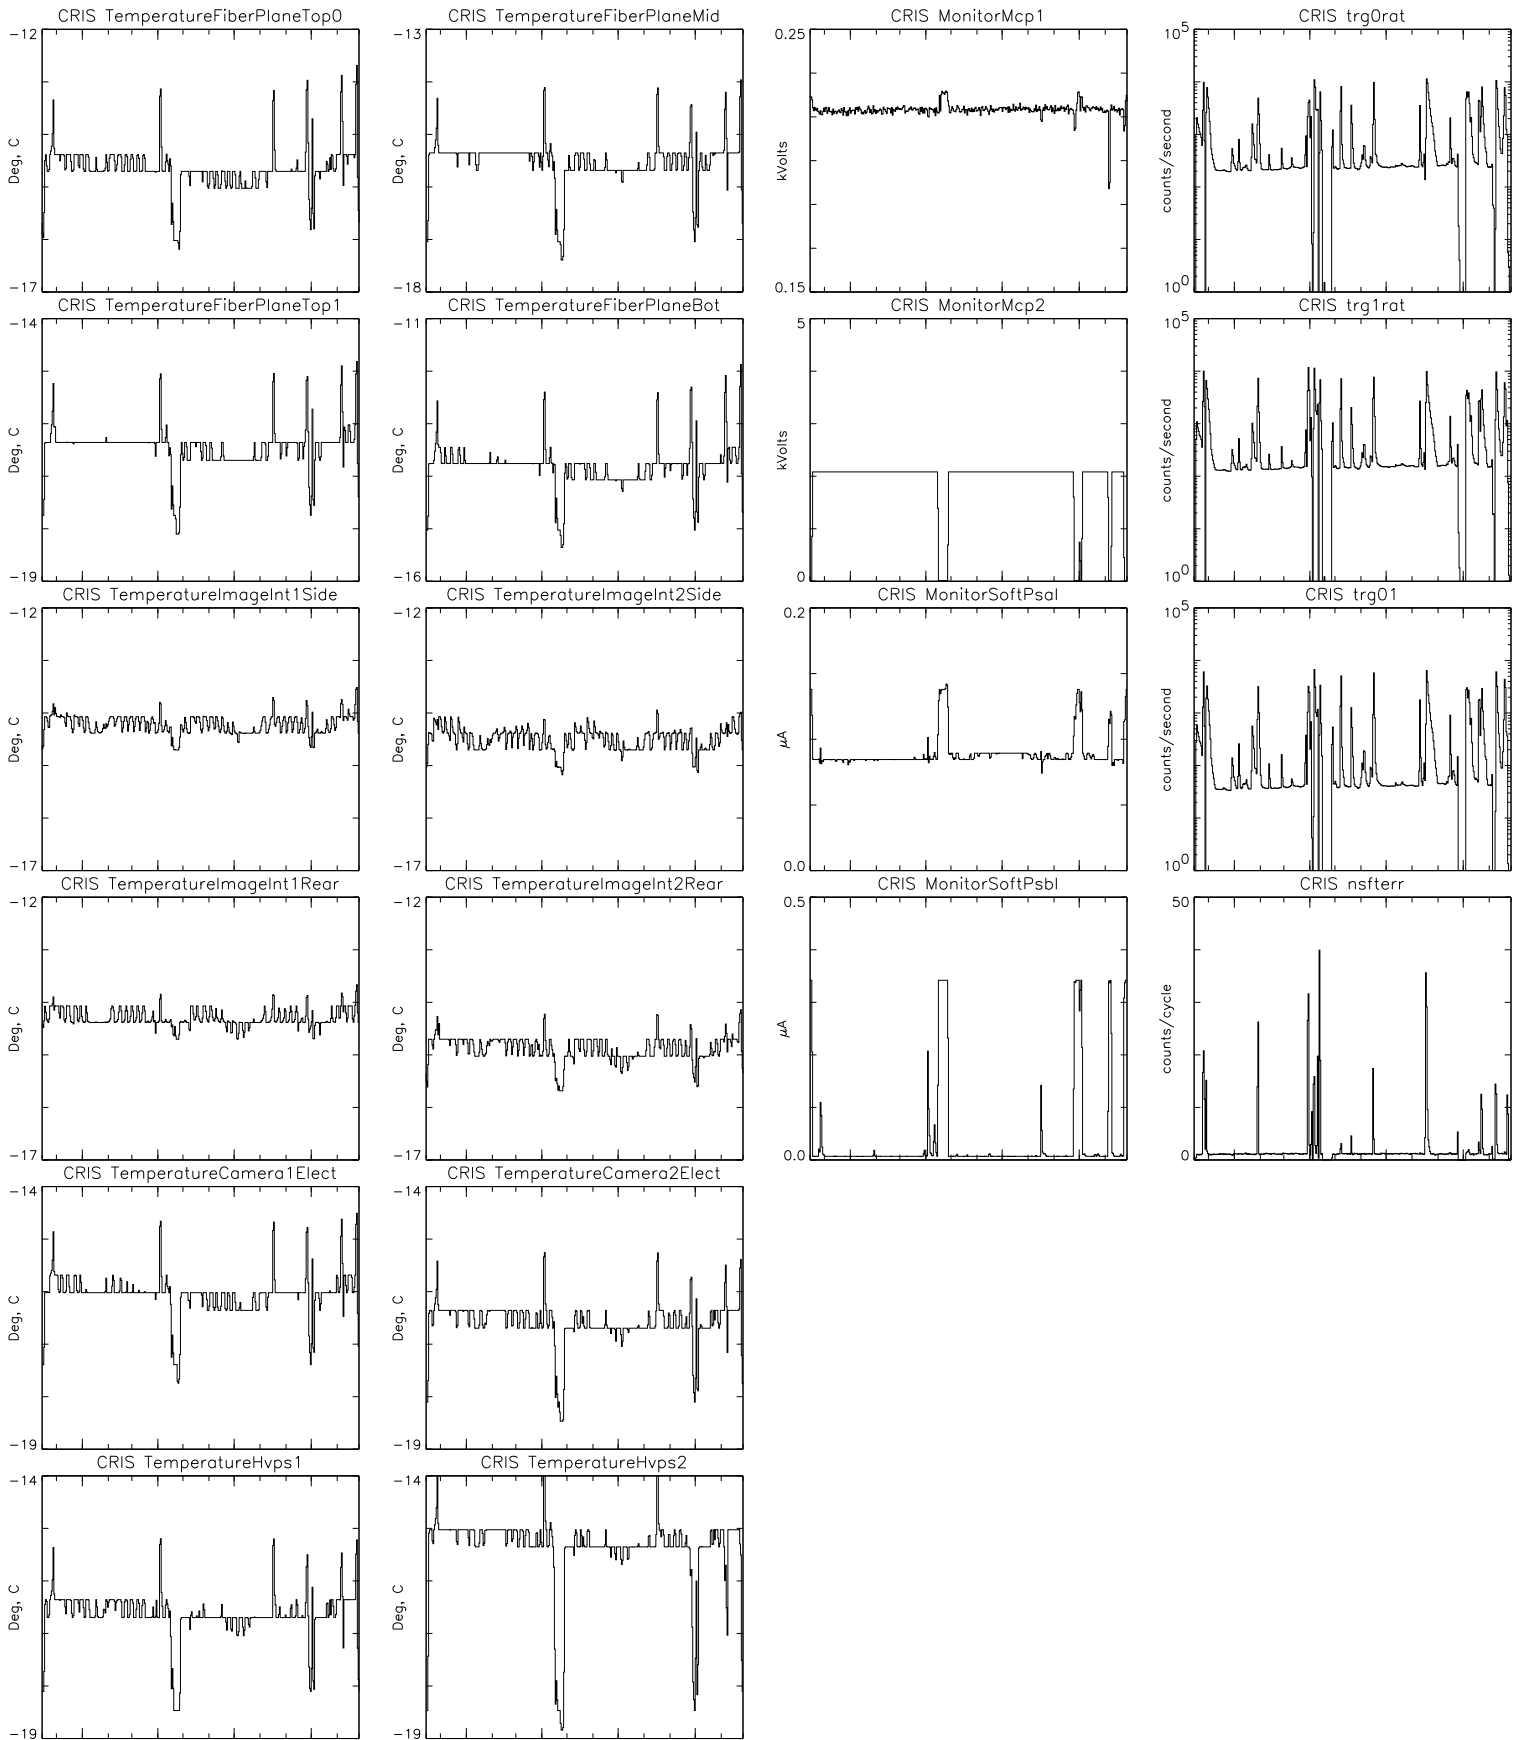 CRIS TemperatureFiberPlaneTop0
-12
Deg, C
-17
CRIS TemperatureFiberPlaneMid
-13
Deg, C
-18
CRIS MonitorMcp1
0.25
kVolts
0.15
CRIS trg0rat
10^5
counts/second
10^0
CRIS TemperatureFiberPlaneTop1
-14
Deg, C
-19
CRIS TemperatureFiberPlaneBot
-11
Deg, C
-16
CRIS MonitorMcp2
5
kVolts
0
CRIS trg1rat
10^5
counts/second
10^0
CRIS TemperatureImageInt1Side
-12
Deg, C
-17
CRIS TemperatureImageInt2Side
-12
Deg, C
-17
CRIS MonitorSoftPsaI
0.2
μA
0.0
CRIS trg01
10^5
counts/second
10^0
CRIS TemperatureImageInt1Rear
-12
Deg, C
-17
CRIS TemperatureImageInt2Rear
-12
Deg, C
-17
CRIS MonitorSoftPsbI
0.5
μA
0.0
CRIS nsfterr
50
counts/cycle
0
CRIS TemperatureCamera1Elect
-14
Deg, C
-19
CRIS TemperatureCamera2Elect
-14
Deg, C
-19
CRIS TemperatureHvps1
-14
Deg, C
-19
CRIS TemperatureHvps2
-14
Deg, C
-19